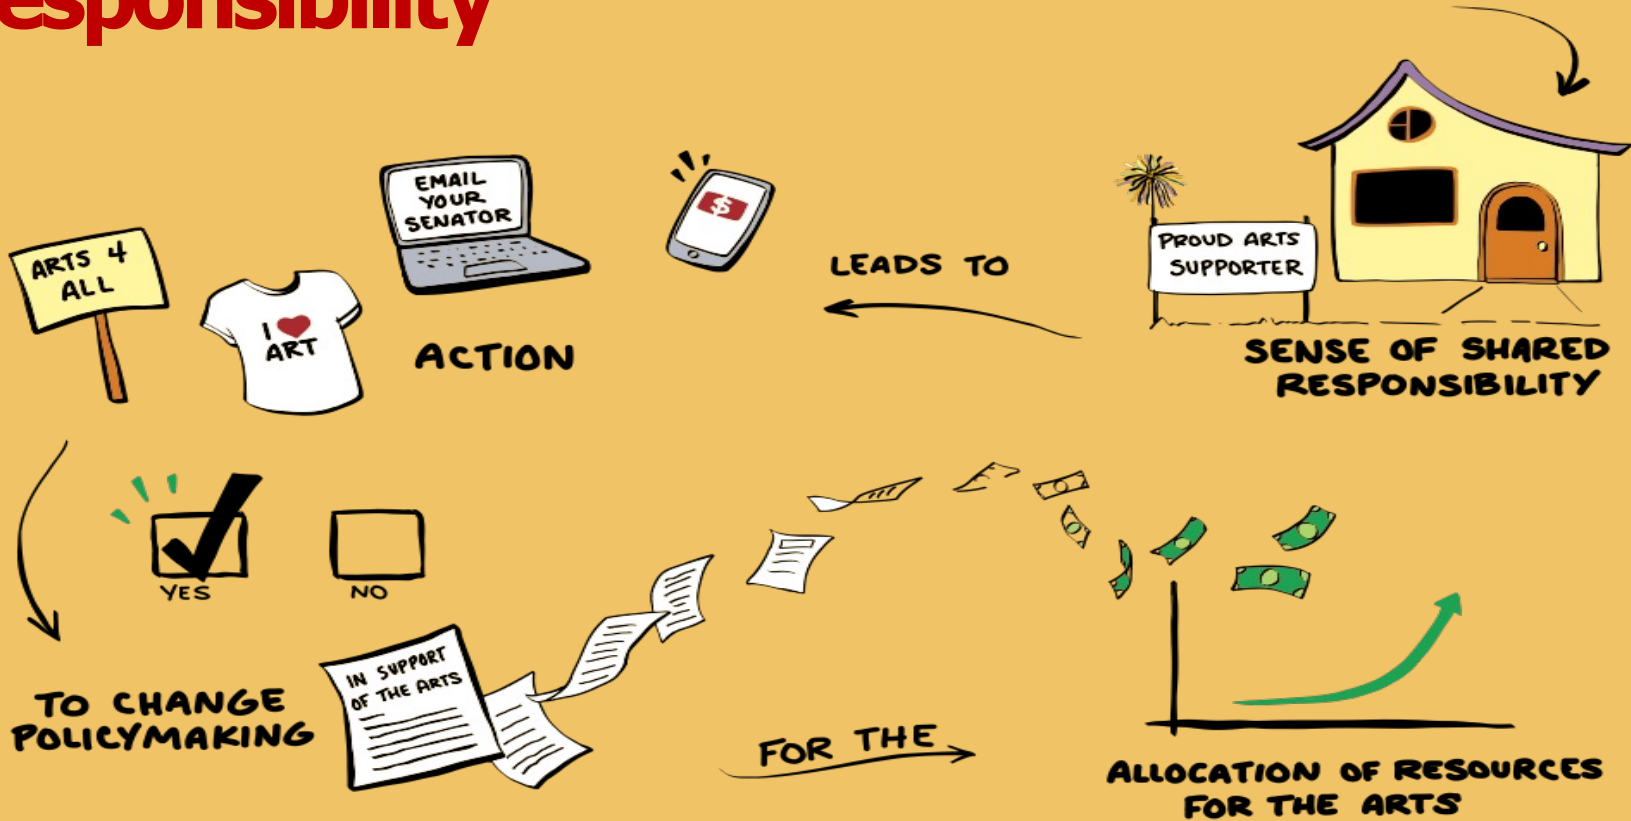 esponsibility
EMAIL
YOUR
SENATOR
$
ARTS 4
ALL
I ❤
ART
ACTION
LEADS TO
PROUD ARTS
SUPPORTER
SENSE OF SHARED
RESPONSIBILITY
YES
NO
TO CHANGE
POLICYMAKING
IN SUPPORT
OF THE ARTS
FOR THE
ALLOCATION OF RESOURCES
FOR THE ARTS